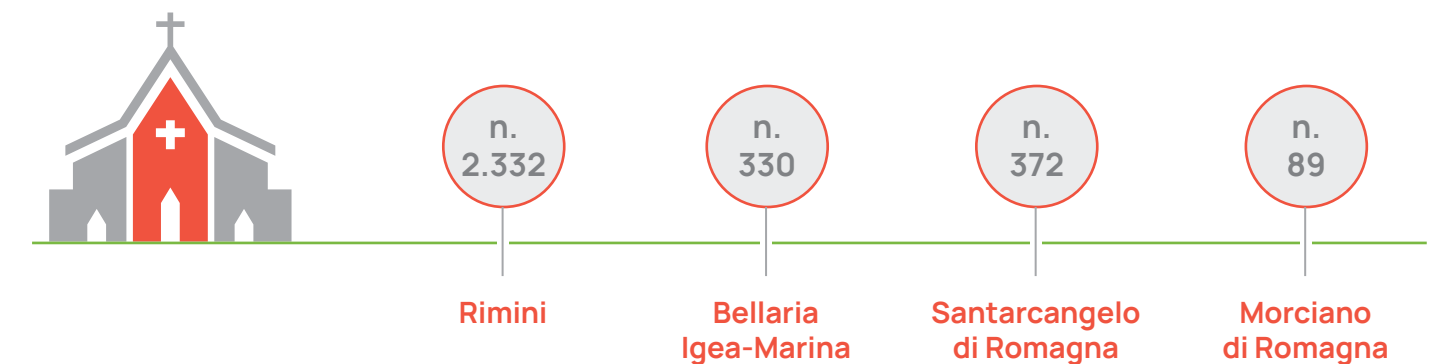 n.
2.332
n.
330
n.
372
n.
89
Rimini
Bellaria
Igea-Marina
Santarcangelo
di Romagna
Morciano
di Romagna